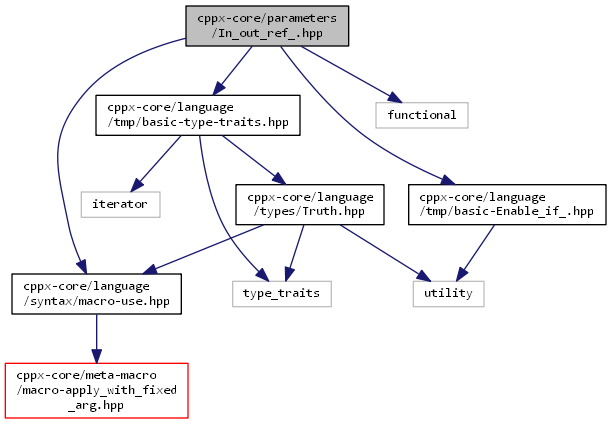 cppx-core/parameters
/In_out_ref_.hpp
cppx-core/language
/tmp/basic-type-traits.hpp
functional
iterator
cppx-core/language
/types/Truth.hpp
cppx-core/language
/tmp/basic-Enable_if_.hpp
cppx-core/language
/syntax/macro-use.hpp
type_traits
utility
cppx-core/meta-macro
/macro-apply_with_fixed
_arg.hpp